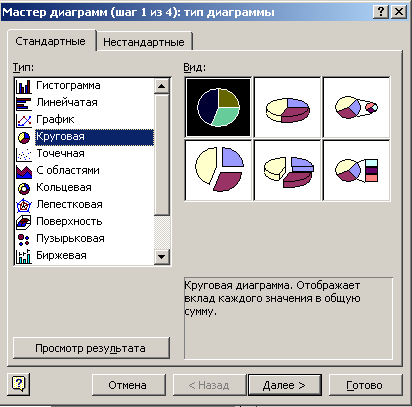 Мастер диаграмм (шаг 1 из 4): тип диаграммы
Стандартные
Нестандартные
Тип:
Гистограмма
Линейчатая
График
Круговая
Точечная
С областями
Кольцевая
Лепестковая
Поверхность
Пузырьковая
Биржевая
Вид:
Круговая диаграмма. Отображает
вклад каждого значения в общую
сумму.
Просмотр результата
?
Отмена
< Назад
Далее >
Готово